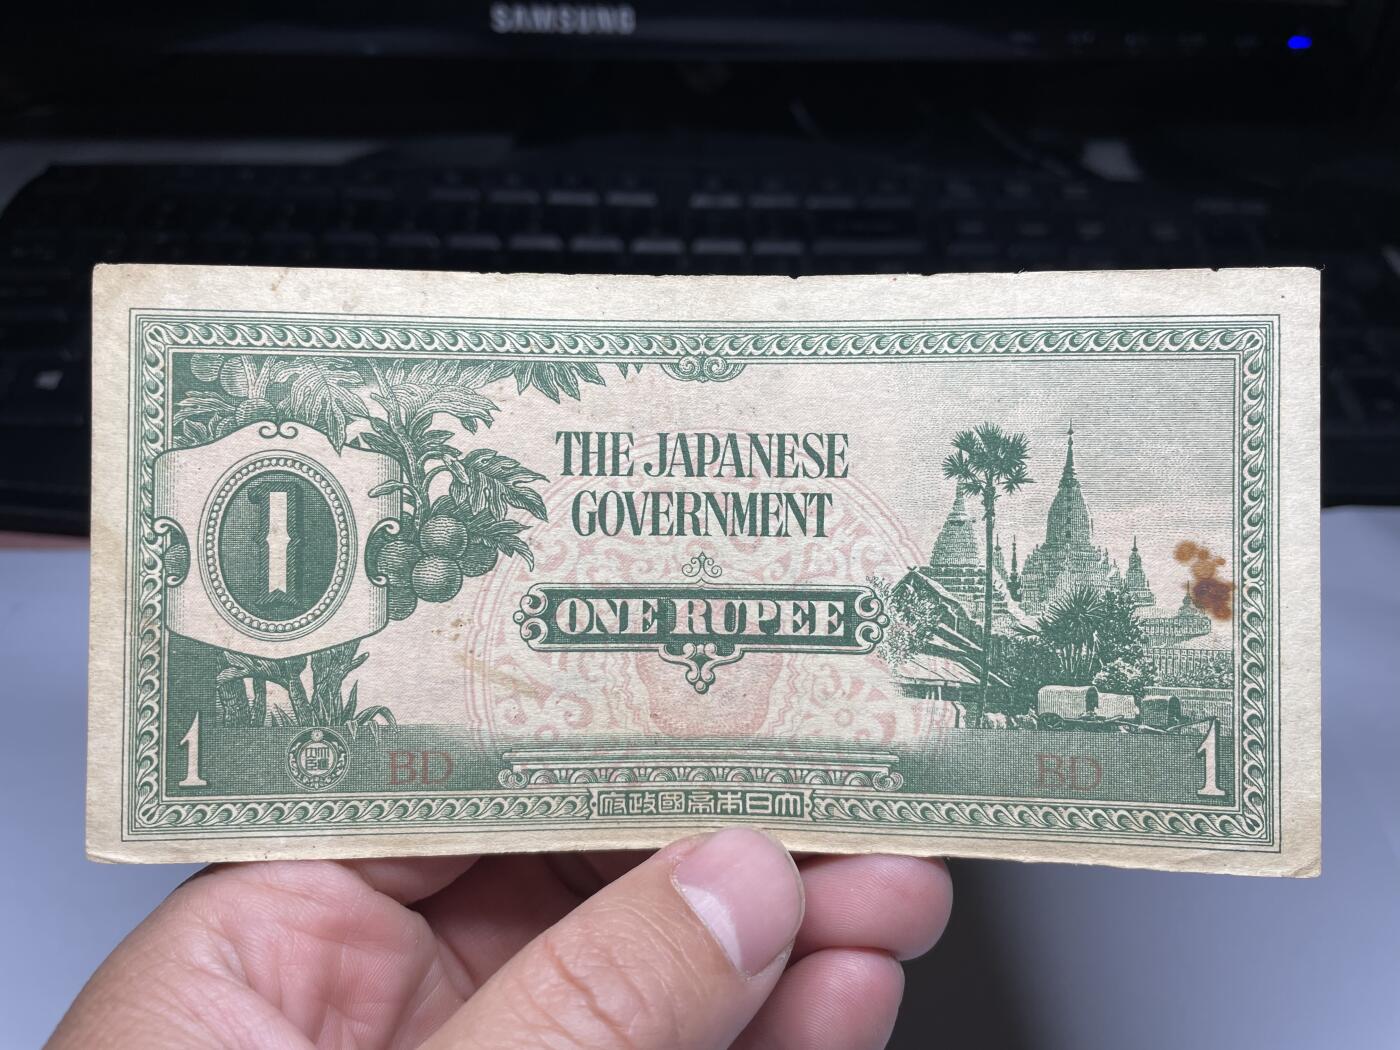 SAMSUNG
THE JAPANESE
GOVERNMENT
1
ONE RUPEE
1
BD
BD
1
府政國帝本日大